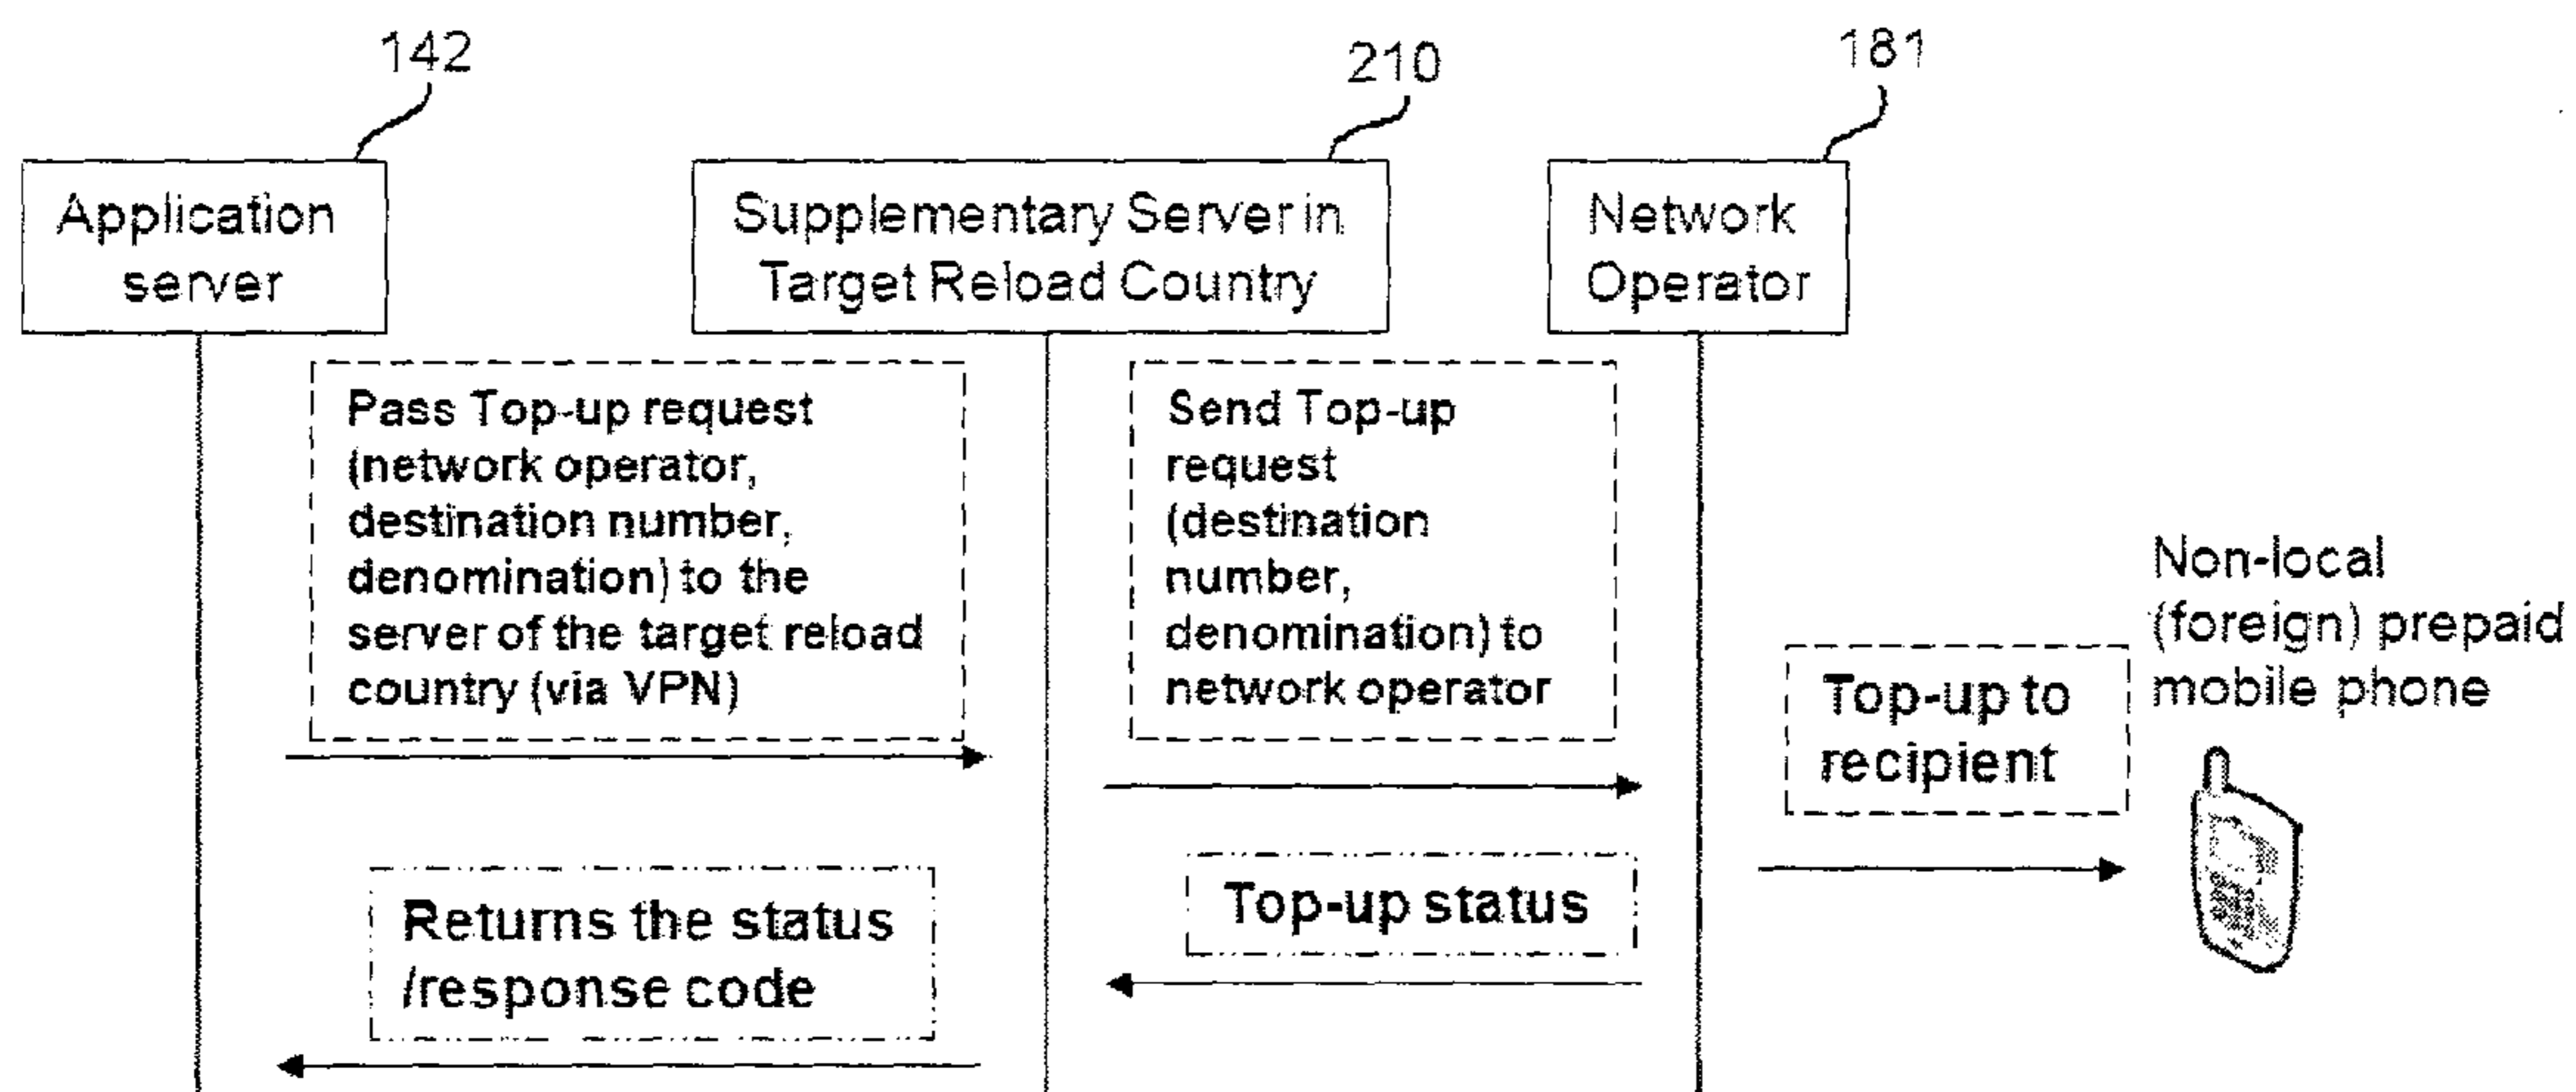 142
210
181
Application
server
Supplementary Server in
Target Reload Country
Network
Operator
Pass Top-up request
(network operator,
destination number,
denomination) to the
server of the target reload
country (via VPN)
Send Top-up
request
(destination
number,
denomination) to
network operator
Non-local
(foreign) prepaid
mobile phone
Top-up to
recipient
Top-up status
Returns the status
/response code